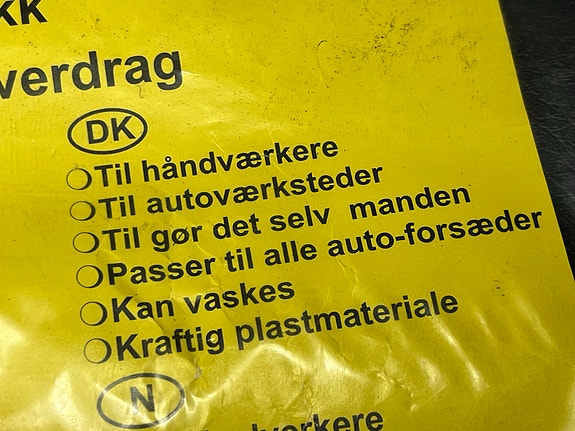 kk
verdrag
DK
Til håndværkere
Til autoværksteder
Til gør det selv manden
Passer til alle auto-forsæder
Kan vaskes
Kraftig plastmateriale
N